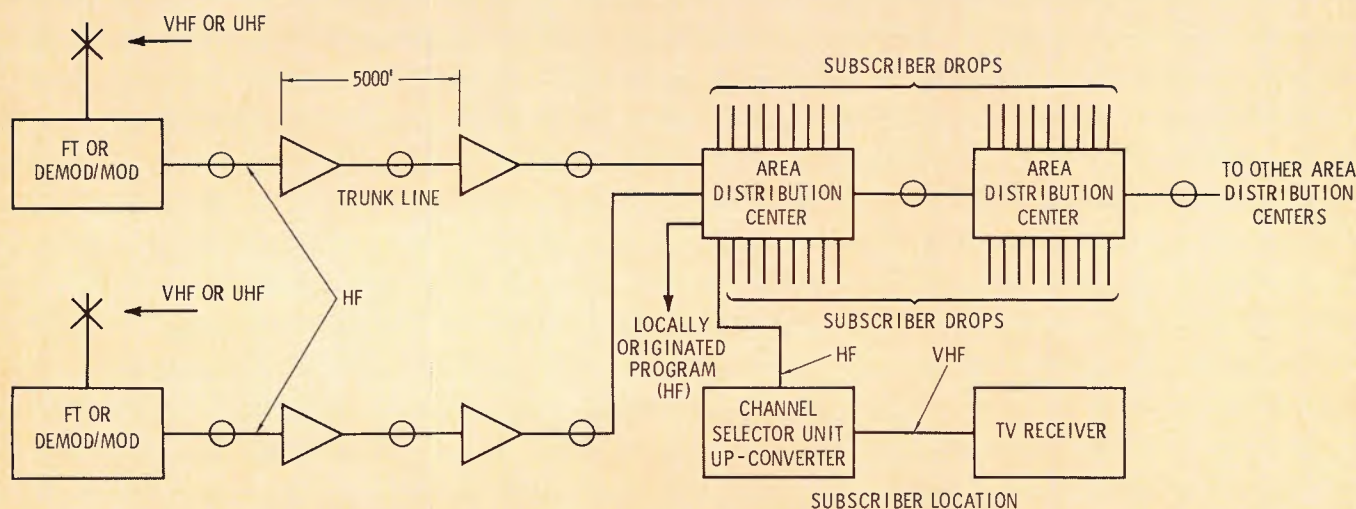 VHF OR UHF
FT OR
DEMOD/MOD
5000'
TRUNK LINE
SUBSCRIBER DROPS
AREA
DISTRIBUTION
CENTER
AREA
DISTRIBUTION
CENTER
TO OTHER AREA
DISTRIBUTION
CENTERS
HF
VHF OR UHF
FT OR
DEMOD/MOD
SUBSCRIBER DROPS
LOCALLY
ORIGINATED
PROGRAM
(HF)
HF
VHF
CHANNEL
SELECTOR UNIT
UP-CONVERTER
TV RECEIVER
SUBSCRIBER LOCATION